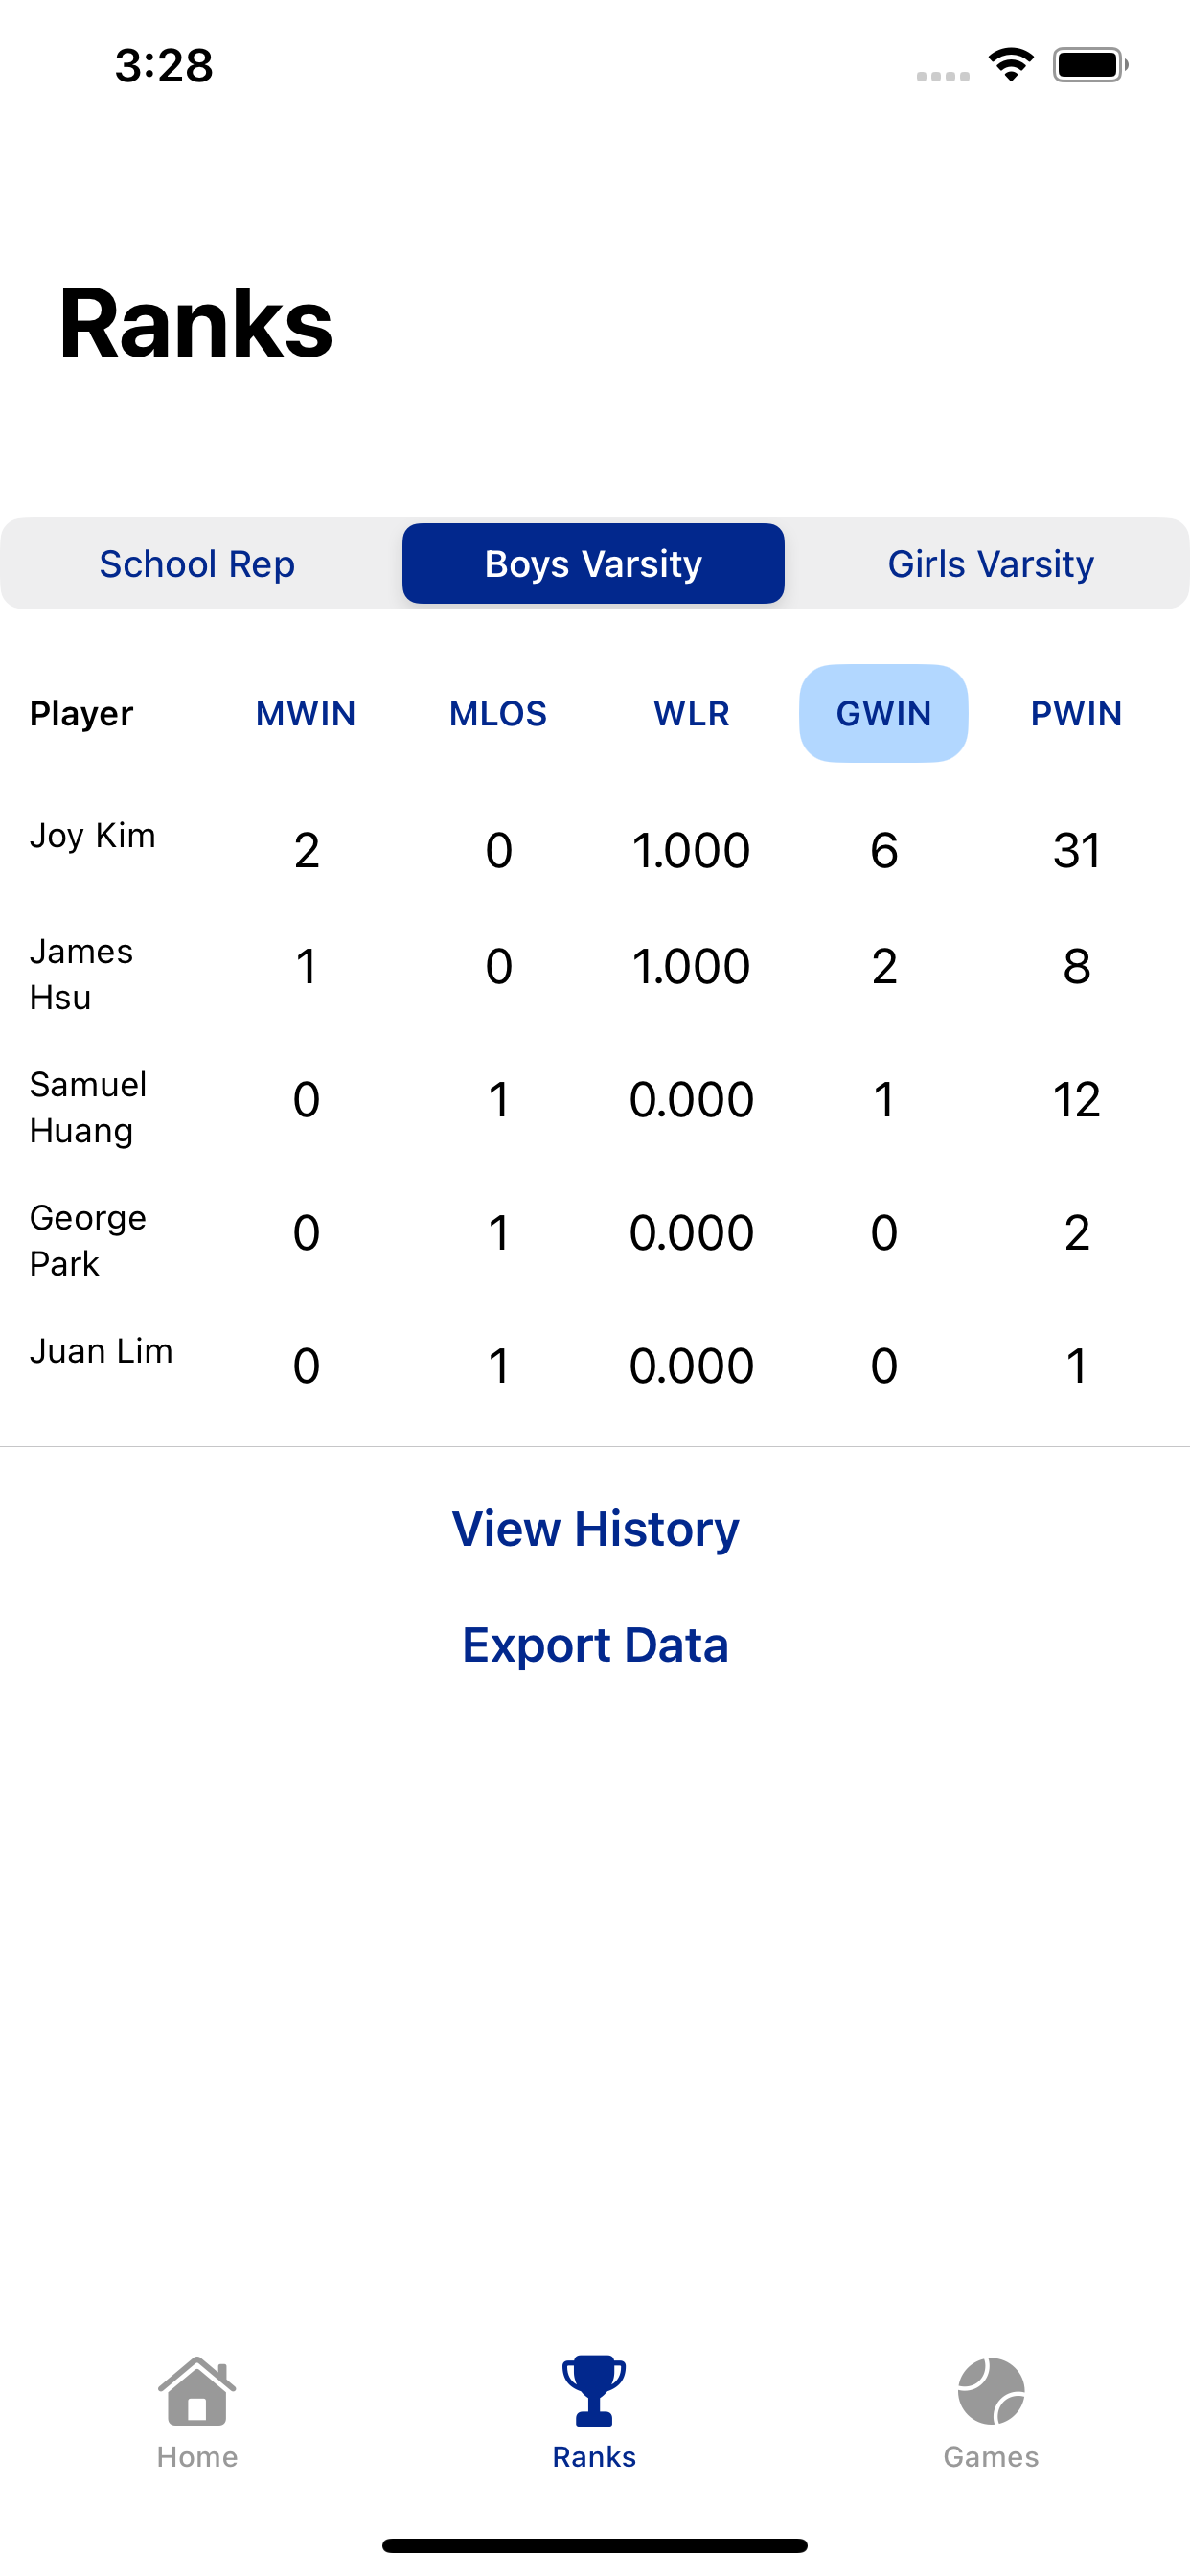 3:28
Ranks
School Rep Boys Varsity Girls Varsity
Player MWIN MLOS WLR GWIN PWIN
Joy Kim 2 0 1.000 6 31
James
Hsu 1 0 1.000 2 8
Samuel
Huang 0 1 0.000 1 12
George
Park 0 1 0.000 0 2
Juan Lim 0 1 0.000 0 1
View History
Export Data
Home Ranks Games